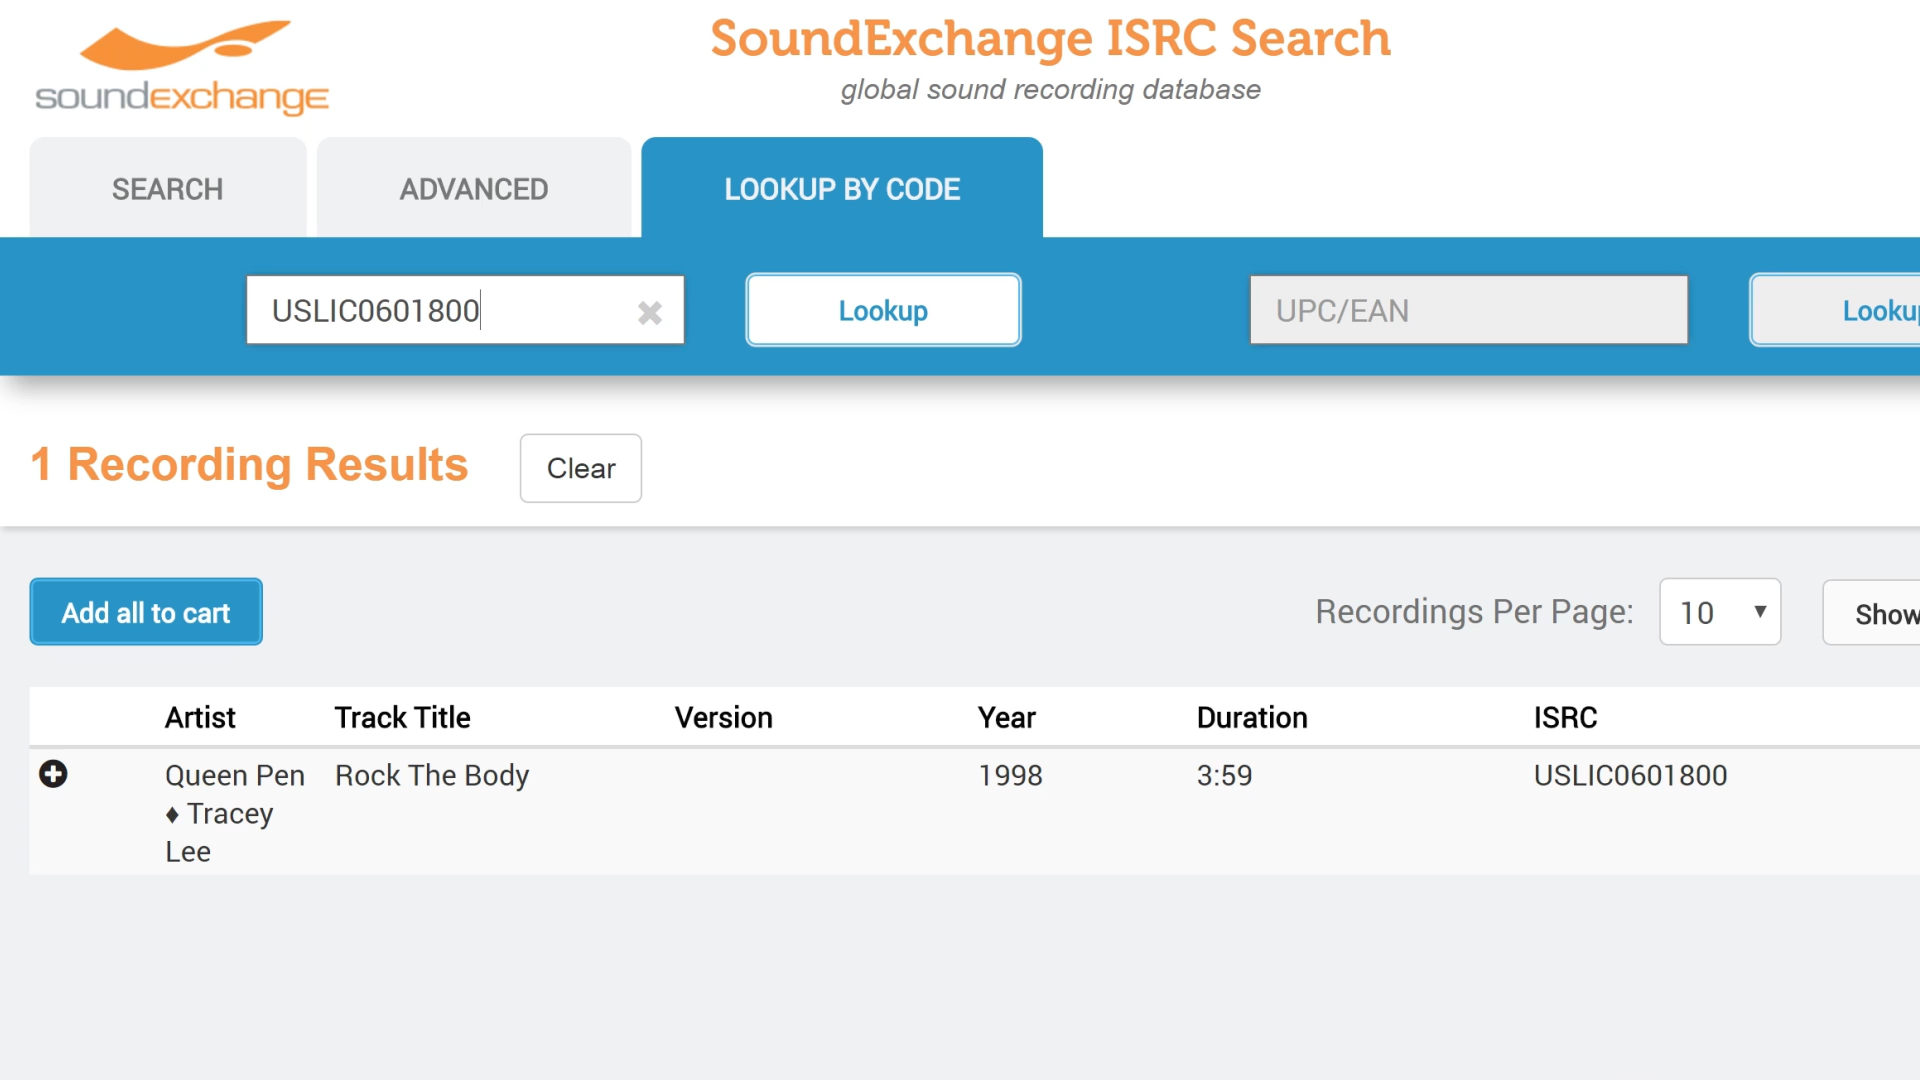 soundexchange
SoundExchange ISRC Search
global sound recording database
SEARCH
ADVANCED
LOOKUP BY CODE
USLIC0601800
Lookup
UPC/EAN
Looku
1 Recording Results
Clear
Add all to cart
Recordings Per Page:
10
Show
Artist
Track Title
Version
Year
Duration
ISRC
Queen Pen
♦ Tracey
Lee
Rock The Body
1998
3:59
USLIC0601800